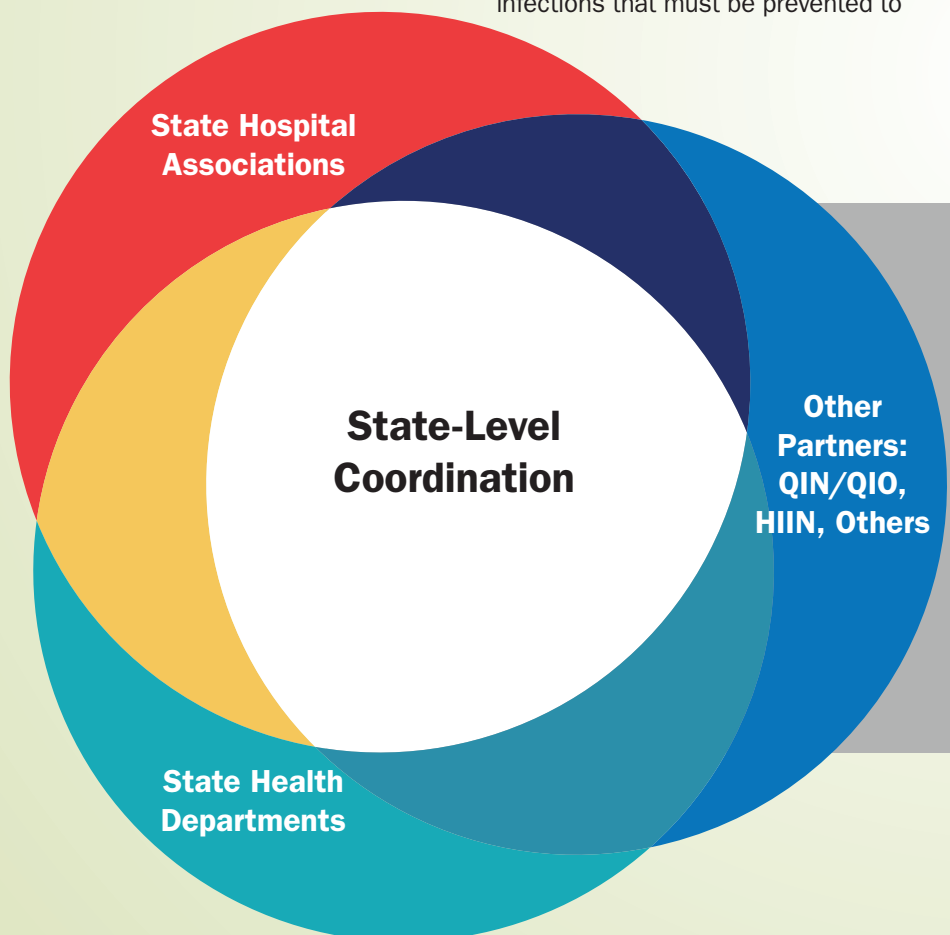 infections that must be prevented to
State Hospital
Associations
State-Level
Coordination
Other
Partners:
QIN/QIO,
HIIN, Others
State Health
Departments